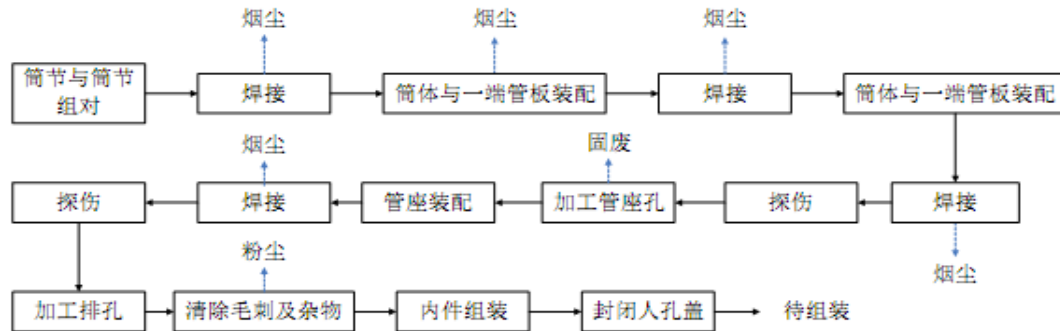 烟尘
烟尘
烟尘
筒节与筒节
组对
焊接
筒体与一端管板装配
焊接
筒体与一端管板装配
烟尘
固废
探伤
焊接
管座装配
加工管座孔
探伤
焊接
粉尘
烟尘
加工排孔
清除毛刺及杂物
内件组装
封闭人孔盖
待组装